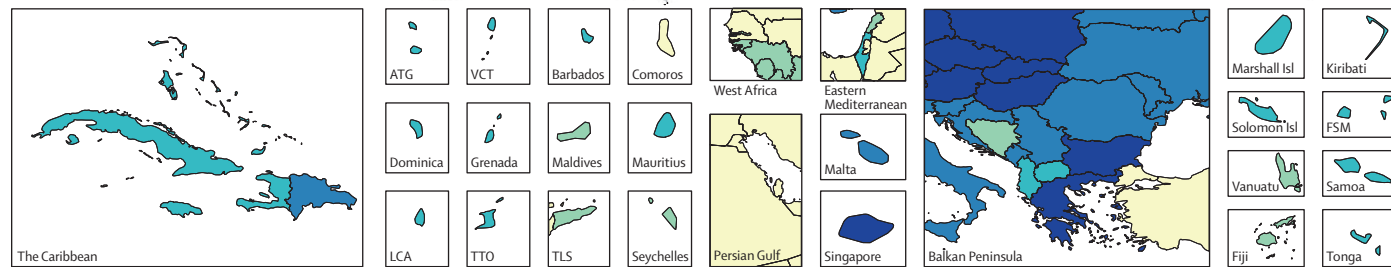 The Caribbean
ATG
VCT
Barbados
Comoros
West Africa
Eastern
Mediterranean
Marshall Isl
Kiribati
Dominica
Grenada
Maldives
Mauritius
Malta
Solomon Isl
FSM
Vanuatu
Samoa
LCA
TTO
TLS
Seychelles
Persian Gulf
Singapore
Balkan Peninsula
Fiji
Tonga